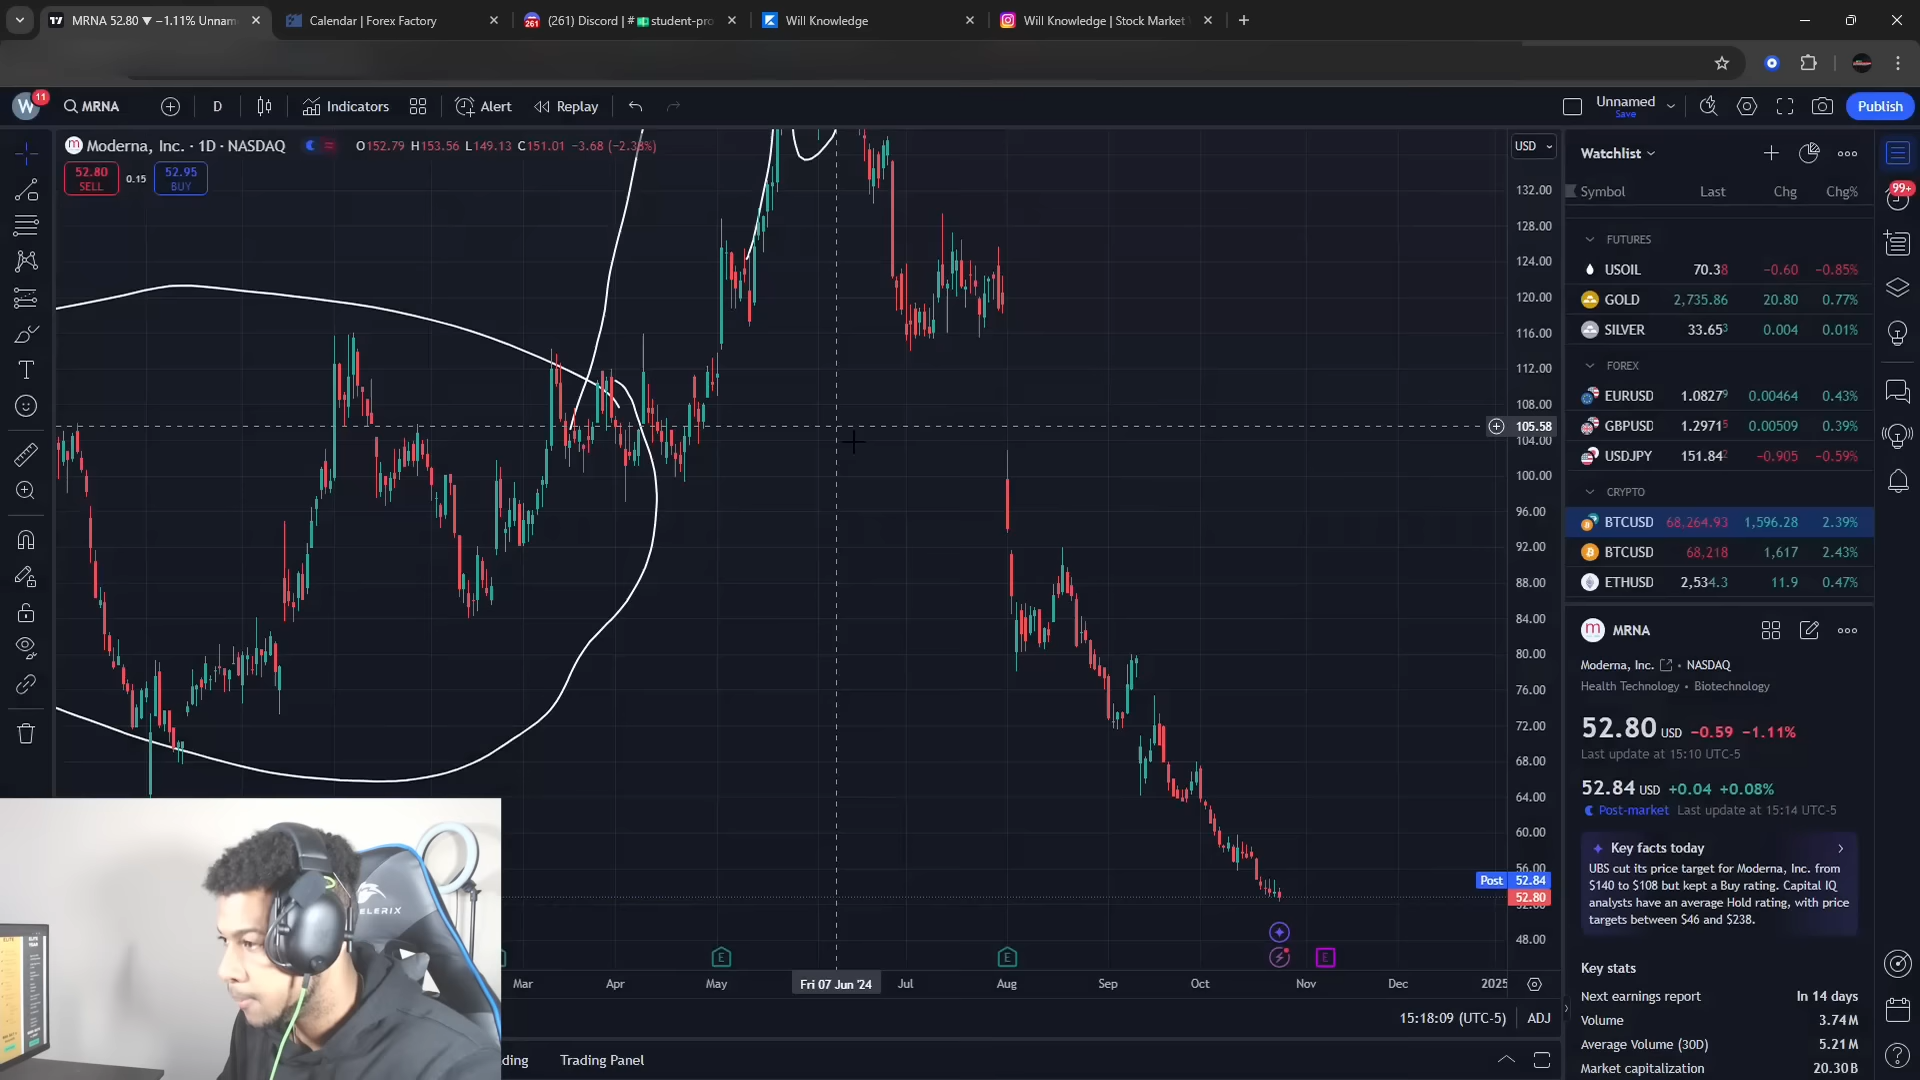 MRNA 52.80 ▼ −1.11% Unnam
Calendar | Forex Factory
(261) Discord | # student-pro
Will Knowledge
Will Knowledge | Stock Market
W
11
MRNA
D
Indicators
Alert
Replay
Unnamed
Save
Publish
Moderna, Inc. · 1D · NASDAQ
O152.79 H153.56 L149.13 C151.01 −3.68 (−2.38%)
52.80
SELL
0.15
52.95
BUY
USD
132.00
128.00
124.00
120.00
116.00
112.00
108.00
105.58
104.00
100.00
96.00
92.00
88.00
84.00
80.00
76.00
72.00
68.00
64.00
60.00
56.00
Post 52.84
52.80
48.00
E
E
E
Mar
Apr
May
Fri 07 Jun '24
Jul
Aug
Sep
Oct
Nov
Dec
2025
15:18:09 (UTC-5)
ADJ
ding
Trading Panel
Watchlist
Symbol Last Chg Chg%
FUTURES
USOIL 70.38 −0.60 −0.85%
GOLD 2,735.86 20.80 0.77%
SILVER 33.653 0.004 0.01%
FOREX
EURUSD 1.08279 0.00464 0.43%
GBPUSD 1.29715 0.00509 0.39%
USDJPY 151.842 −0.905 −0.59%
CRYPTO
BTCUSD 68,264.93 1,596.28 2.39%
BTCUSD 68,218 1,617 2.43%
ETHUSD 2,534.3 11.9 0.47%
MRNA
Moderna, Inc. • NASDAQ
Health Technology • Biotechnology
52.80 USD −0.59 −1.11%
Last update at 15:10 UTC-5
52.84 USD +0.04 +0.08%
Post-market Last update at 15:14 UTC-5
Key facts today
UBS cut its price target for Moderna, Inc. from
$140 to $108 but kept a Buy rating. Capital IQ
analysts have an average Hold rating, with price
targets between $46 and $238.
Key stats
Next earnings report In 14 days
Volume 3.74M
Average Volume (30D) 5.21M
Market capitalization 20.30B
99+
ELERIX